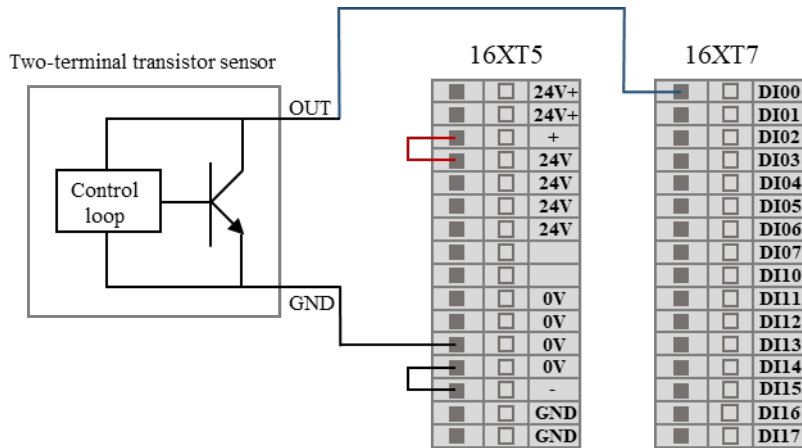 Two-terminal transistor sensor
OUT
Control
loop
GND
16XT5
24V+
24V+
+
24V
24V
24V
24V
0V
0V
0V
0V
-
GND
GND
16XT7
DI00
DI01
DI02
DI03
DI04
DI05
DI06
DI07
DI10
DI11
DI12
DI13
DI14
DI15
DI16
DI17